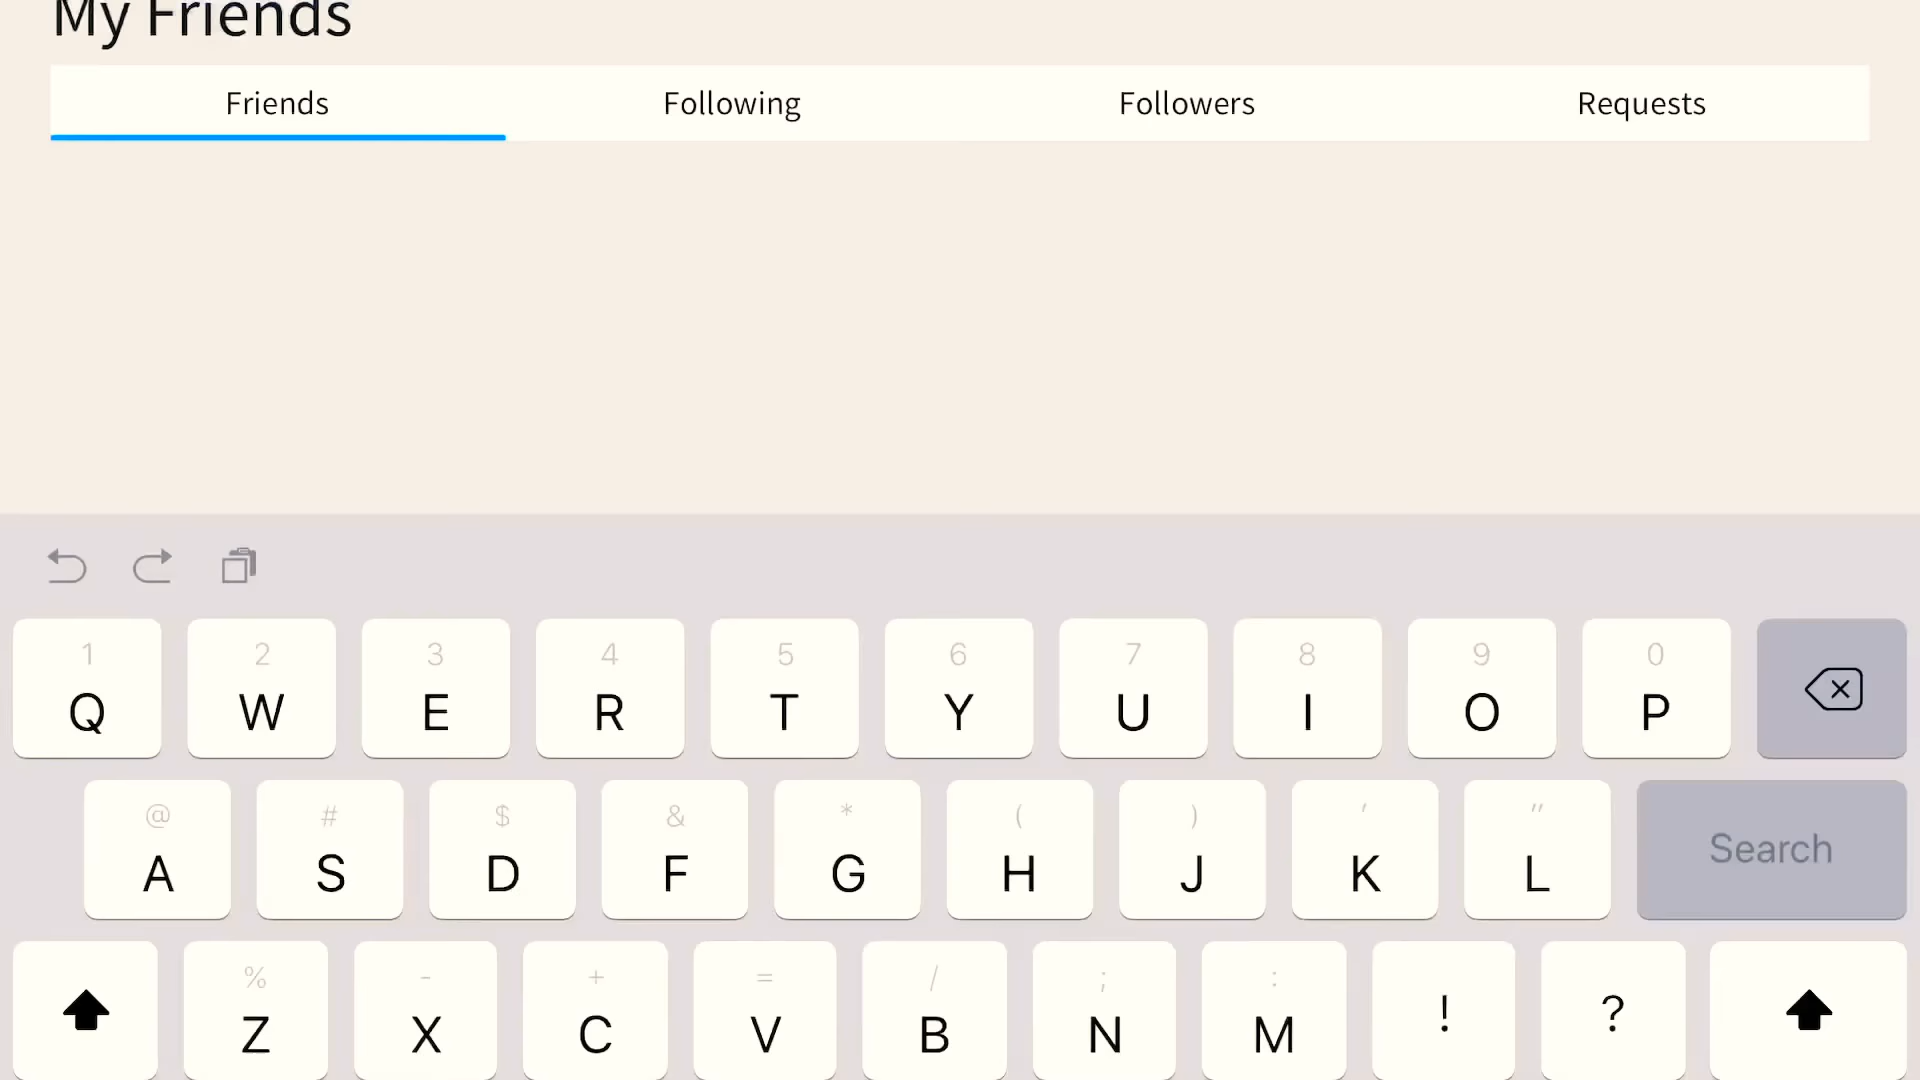 My Friends
Friends Following Followers Requests
1 2 3 4 5 6 7 8 9 0
Q W E R T Y U I O P
@ # $ & * ( ) ' "
A S D F G H J K L Search
% - + = / ; :
Z X C V B N M ! ?